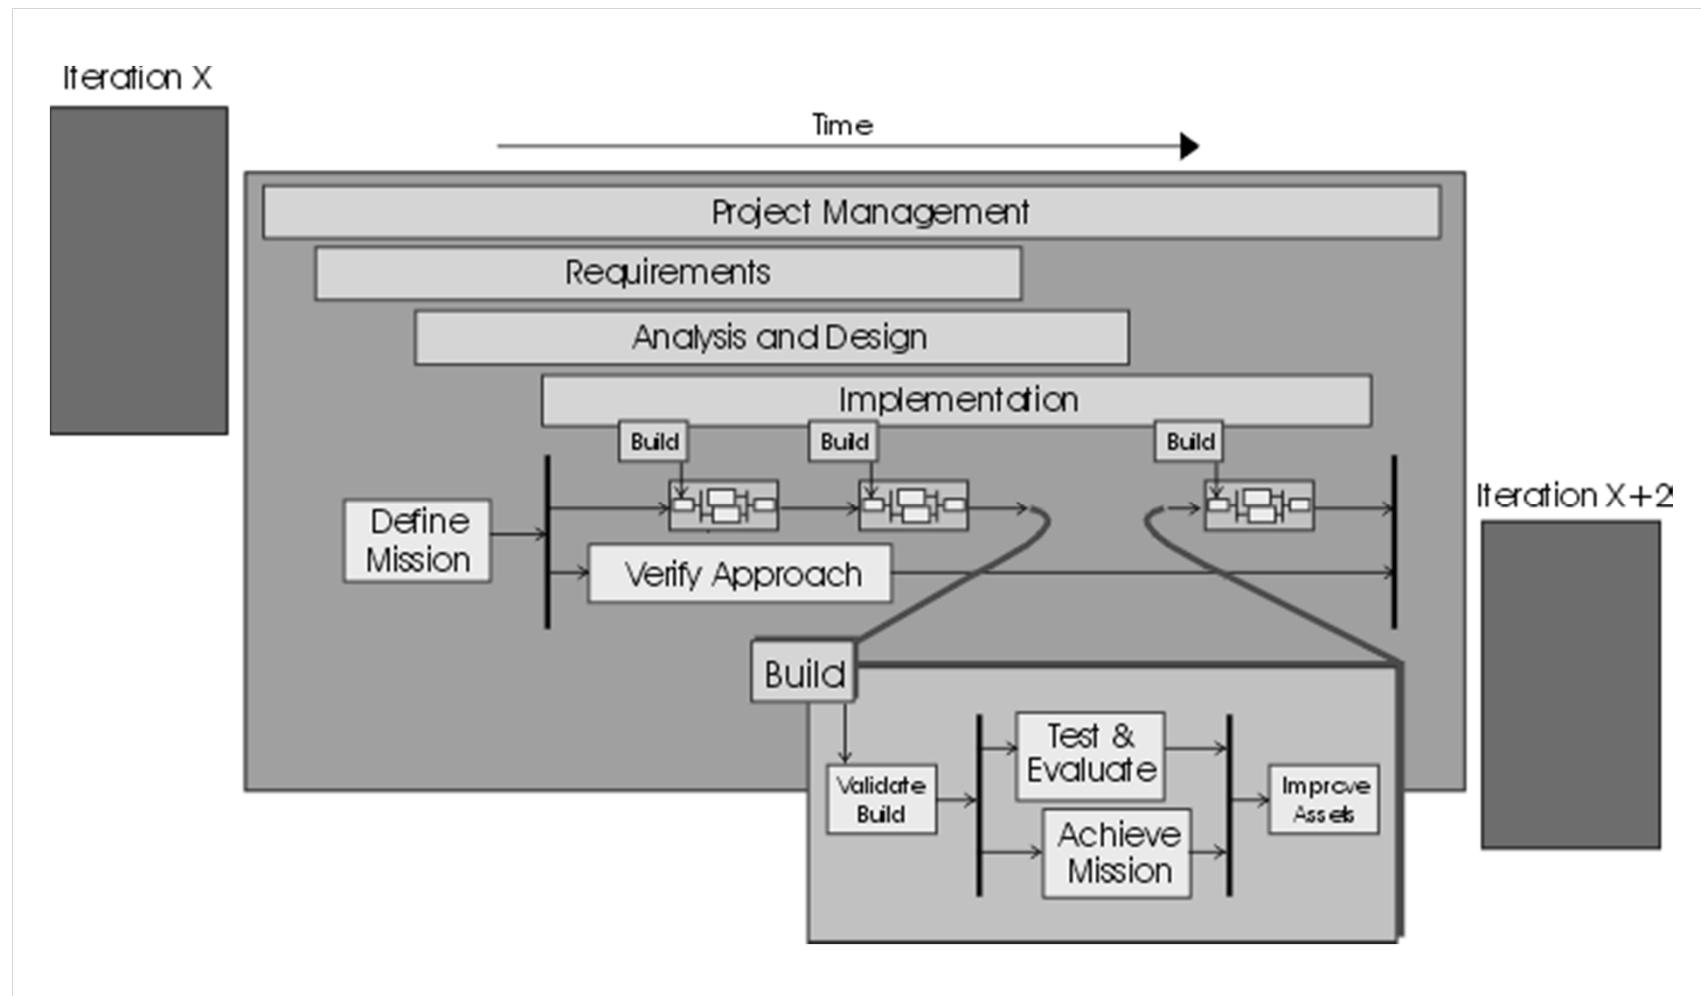 Iteration X
Time
Project Management
Requirements
Analysis and Design
Implementation
Build
Build
Build
Define
Mission
Verify Approach
Iteration X+2
Build
Validate
Build
Test &
Evaluate
Achieve
Mission
Improve
Assets